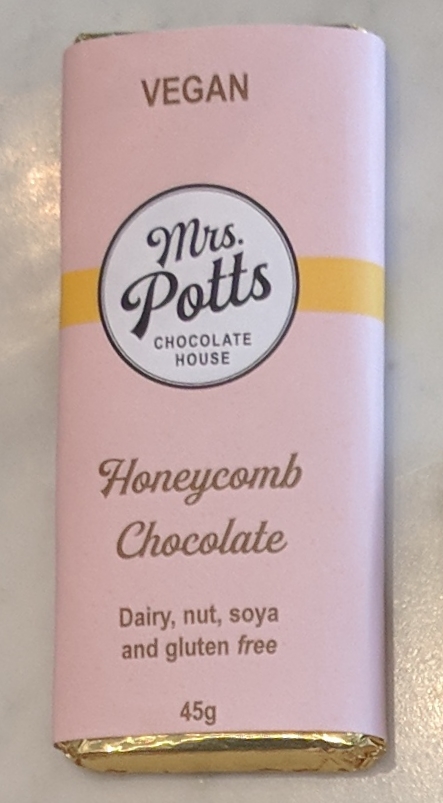 VEGAN
Mrs.
Potts
CHOCOLATE
HOUSE
Honeycomb
Chocolate
Dairy, nut, soya
and gluten free
45g